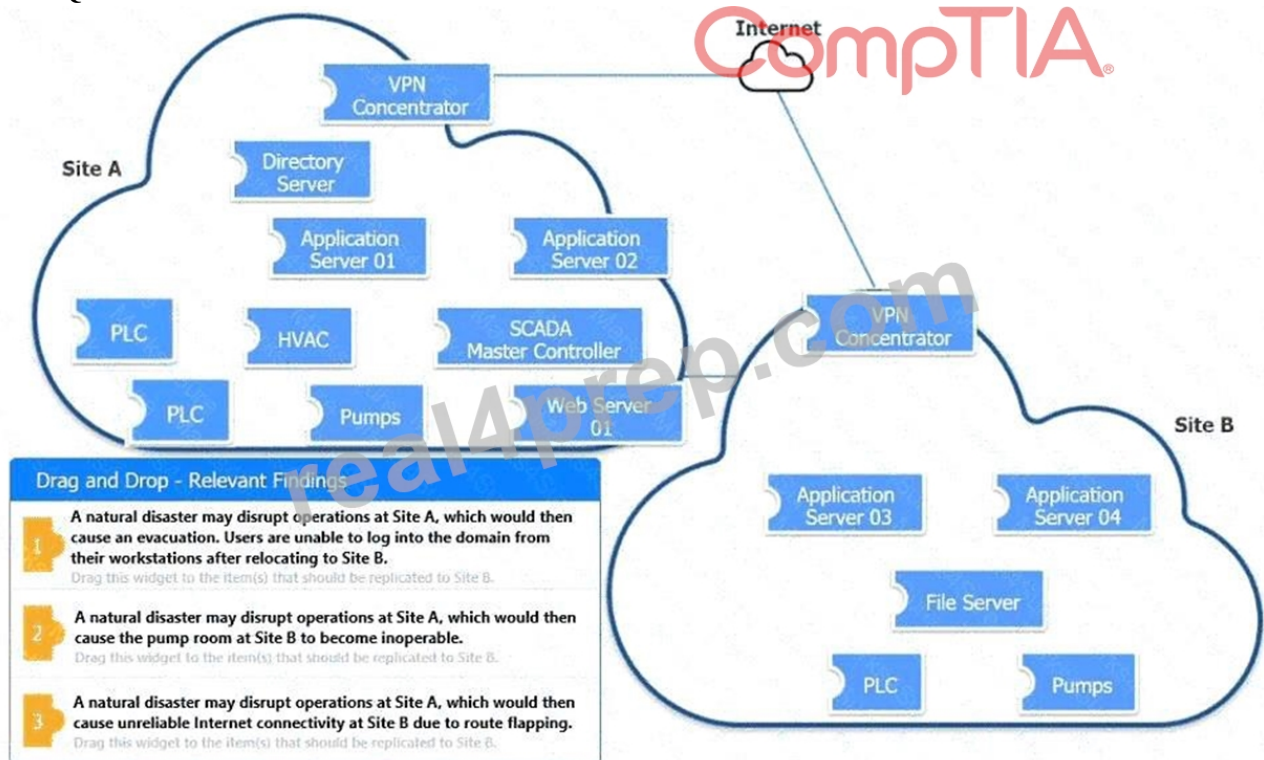 Internet
CompTIA®
VPN
Concentrator
Site A
Directory
Server
Application
Server 01
Application
Server 02
PLC
HVAC
SCADA
Master Controller
PLC
Pumps
Web Server
01
VPN
Concentrator
Site B
Application
Server 03
Application
Server 04
File Server
PLC
Pumps
real4prep.com
Drag and Drop - Relevant Findings
1
A natural disaster may disrupt operations at Site A, which would then
cause an evacuation. Users are unable to log into the domain from
their workstations after relocating to Site B.
Drag this widget to the item(s) that should be replicated to Site B.
2
A natural disaster may disrupt operations at Site A, which would then
cause the pump room at Site B to become inoperable.
Drag this widget to the item(s) that should be replicated to Site B.
3
A natural disaster may disrupt operations at Site A, which would then
cause unreliable Internet connectivity at Site B due to route flapping.
Drag this widget to the item(s) that should be replicated to Site B.